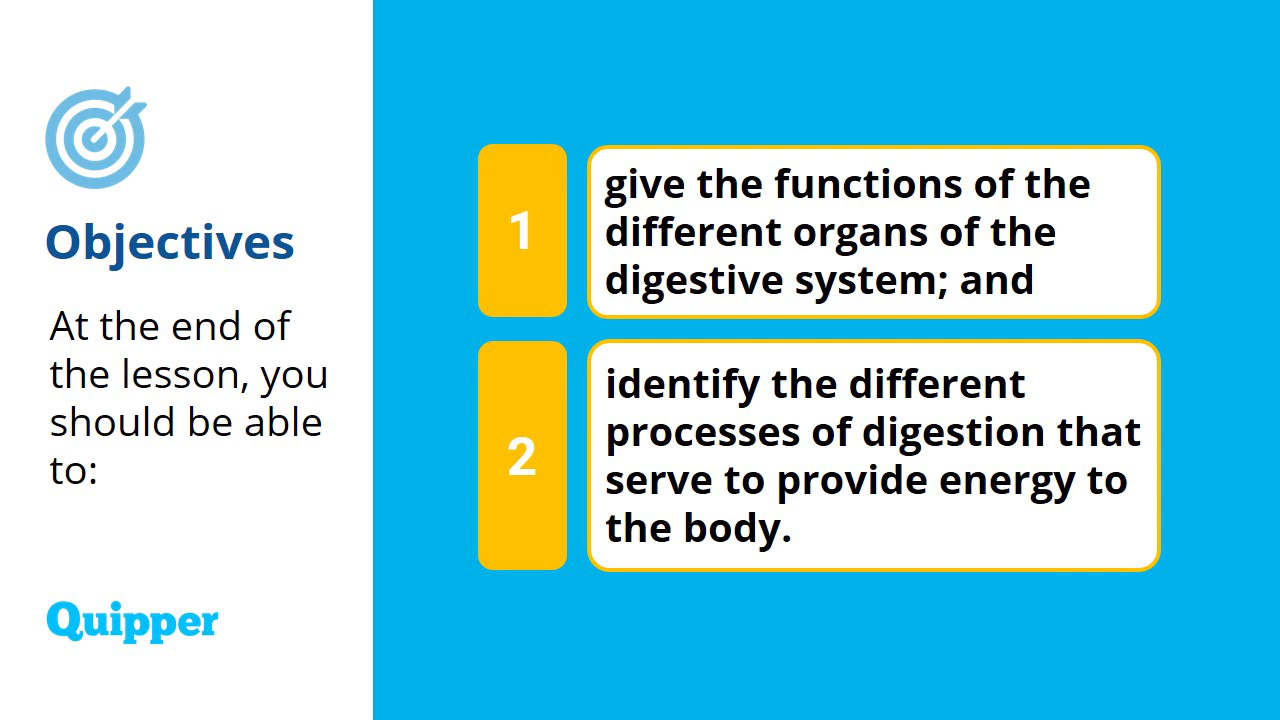 Objectives
At the end of
the lesson, you
should be able
to:
Quipper
1
give the functions of the
different organs of the
digestive system; and
2
identify the different
processes of digestion that
serve to provide energy to
the body.